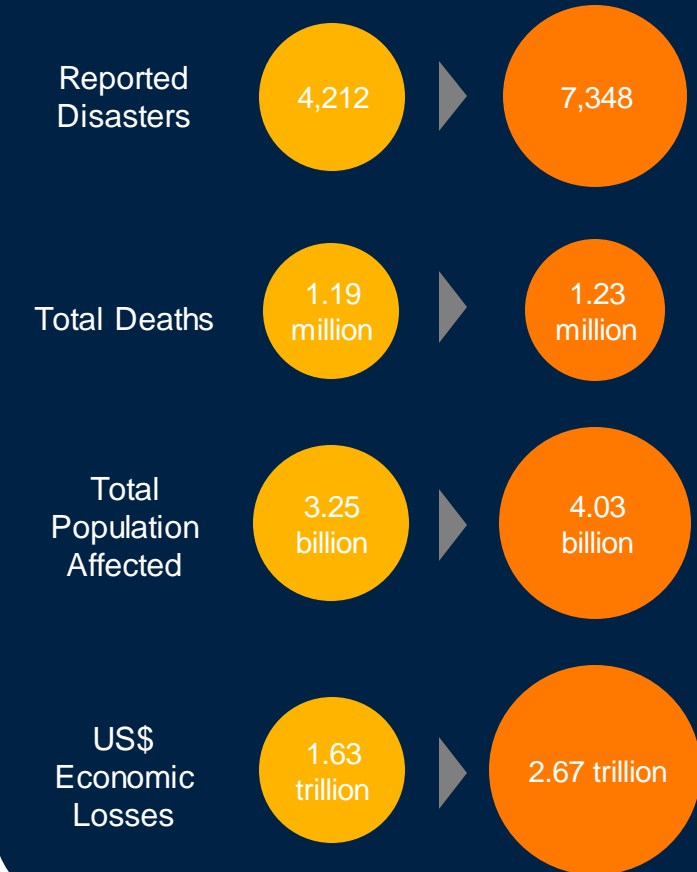 Reported
Disasters
4,212
7,348
Total Deaths
1.19
million
1.23
million
Total
Population
Affected
3.25
billion
4.03
billion
US$
Economic
Losses
1.63
trillion
2.67 trillion